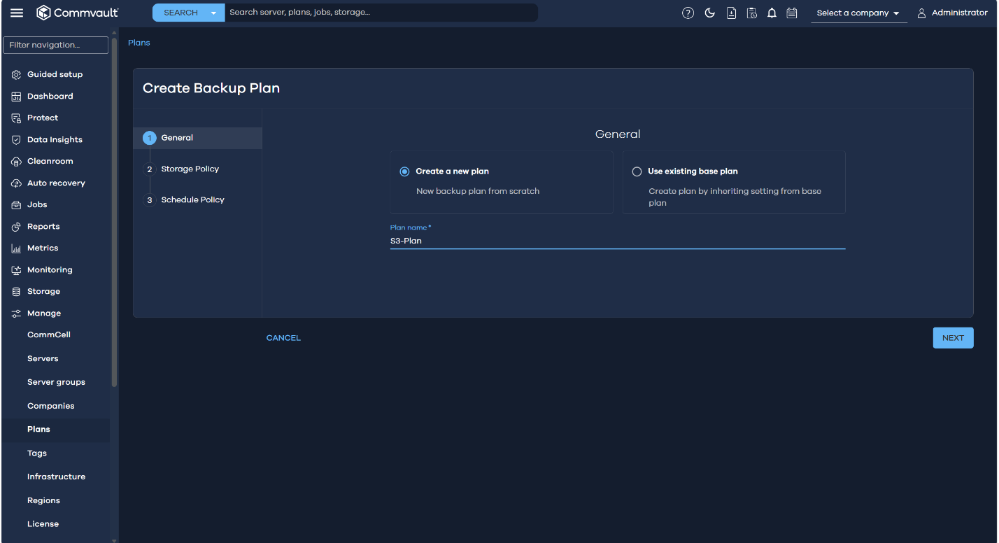 Commvault
SEARCH
Search server, plans, jobs, storage...
Select a company
Administrator
Filter navigation...
Guided setup
Dashboard
Protect
Data Insights
Cleanroom
Auto recovery
Jobs
Reports
Metrics
Monitoring
Storage
Manage
CommCell
Servers
Server groups
Companies
Plans
Tags
Infrastructure
Regions
License
Plans
Create Backup Plan
1 General
2 Storage Policy
3 Schedule Policy
General
Create a new plan
New backup plan from scratch
Use existing base plan
Create plan by inheriting setting from base
plan
Plan name *
S3-Plan
CANCEL
NEXT